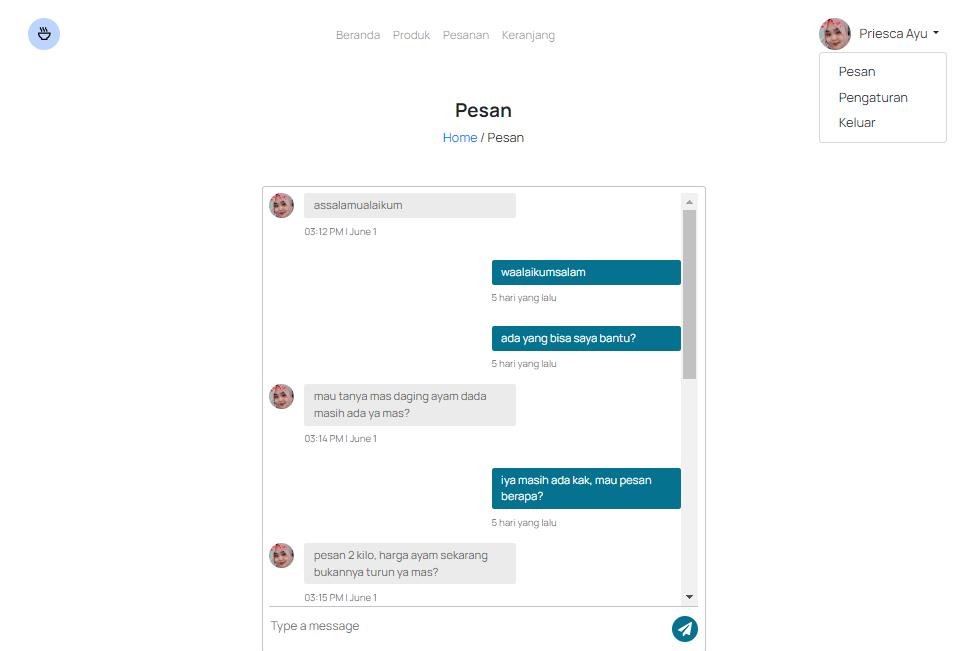 Beranda Produk Pesanan Keranjang
Priesca Ayu
Pesan
Pengaturan
Keluar
Pesan
Home / Pesan
assalamualaikum
03:12 PM | June 1
waalaikumsalam
5 hari yang lalu
ada yang bisa saya bantu?
5 hari yang lalu
mau tanya mas daging ayam dada
masih ada ya mas?
03:14 PM | June 1
iya masih ada kak, mau pesan
berapa?
5 hari yang lalu
pesan 2 kilo, harga ayam sekarang
bukannya turun ya mas?
03:15 PM | June 1
Type a message